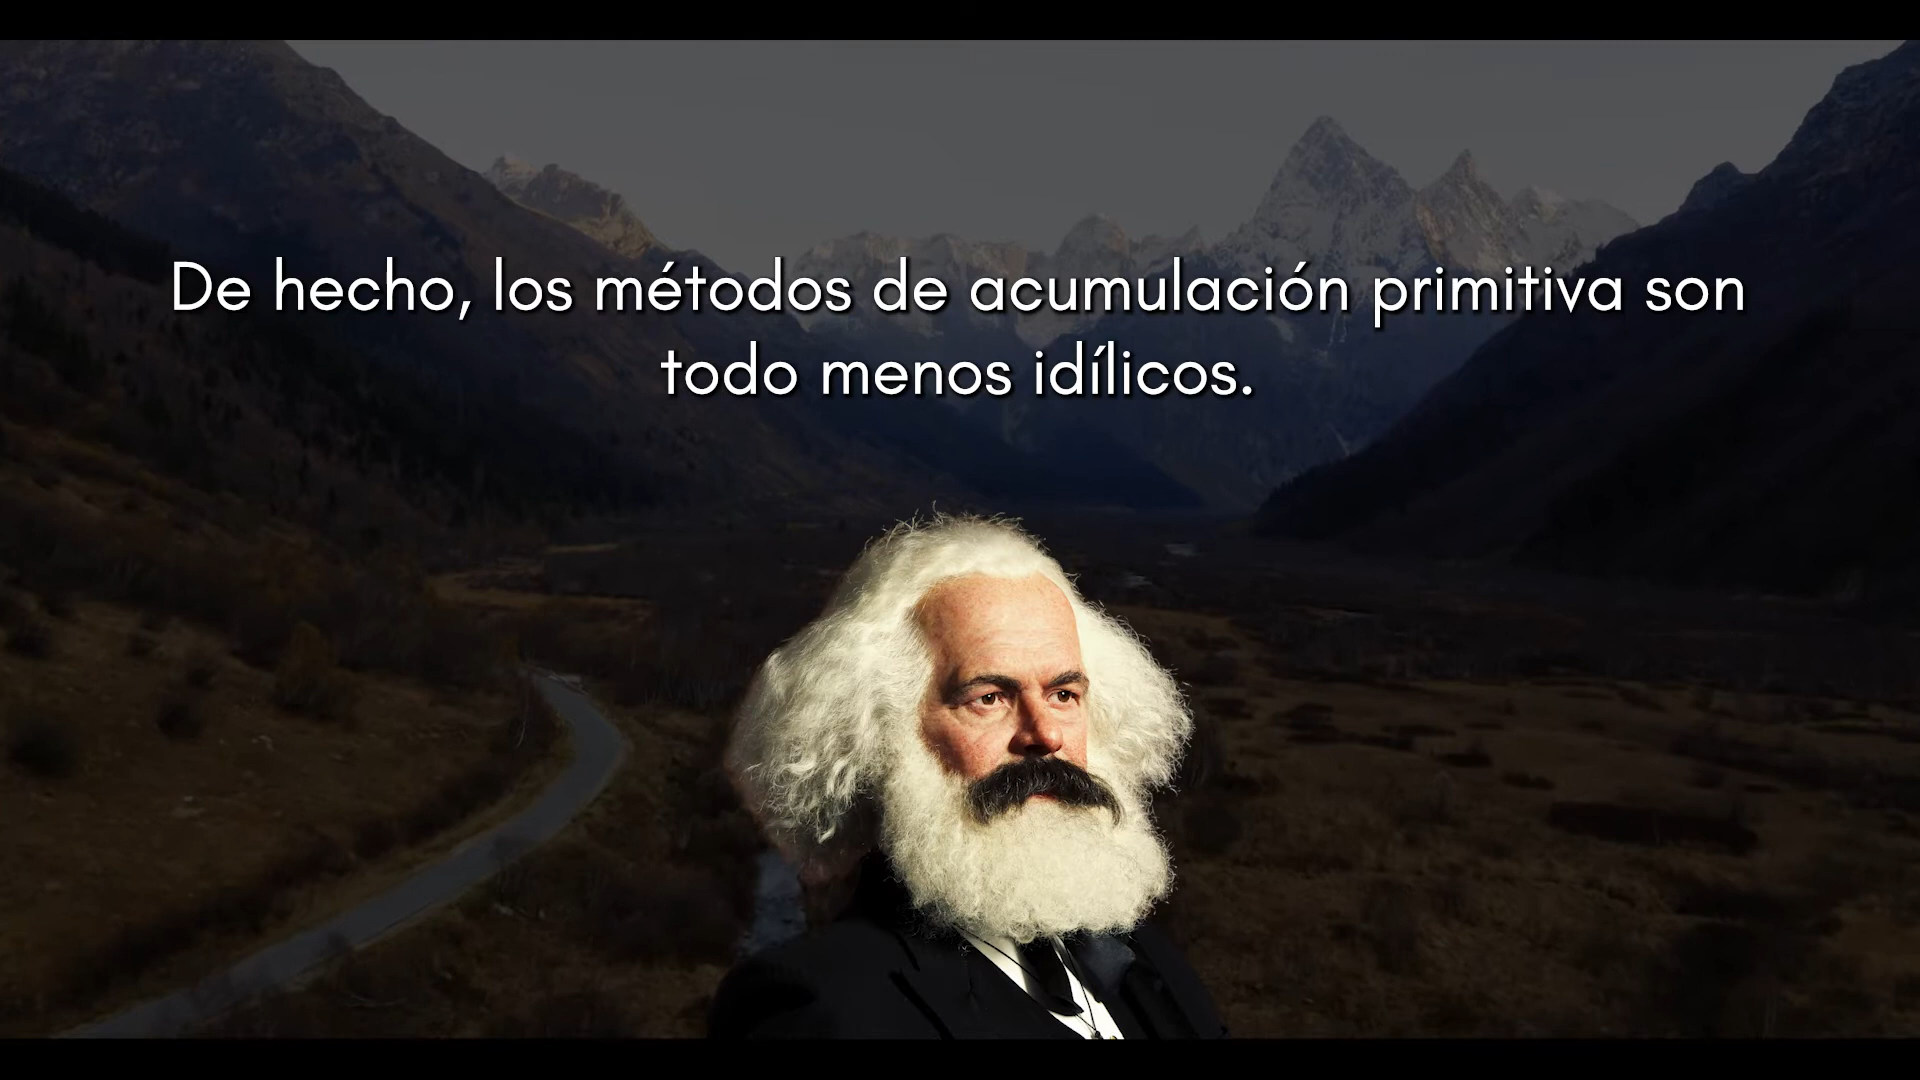 De hecho, los métodos de acumulación primitiva son
todo menos idílicos.